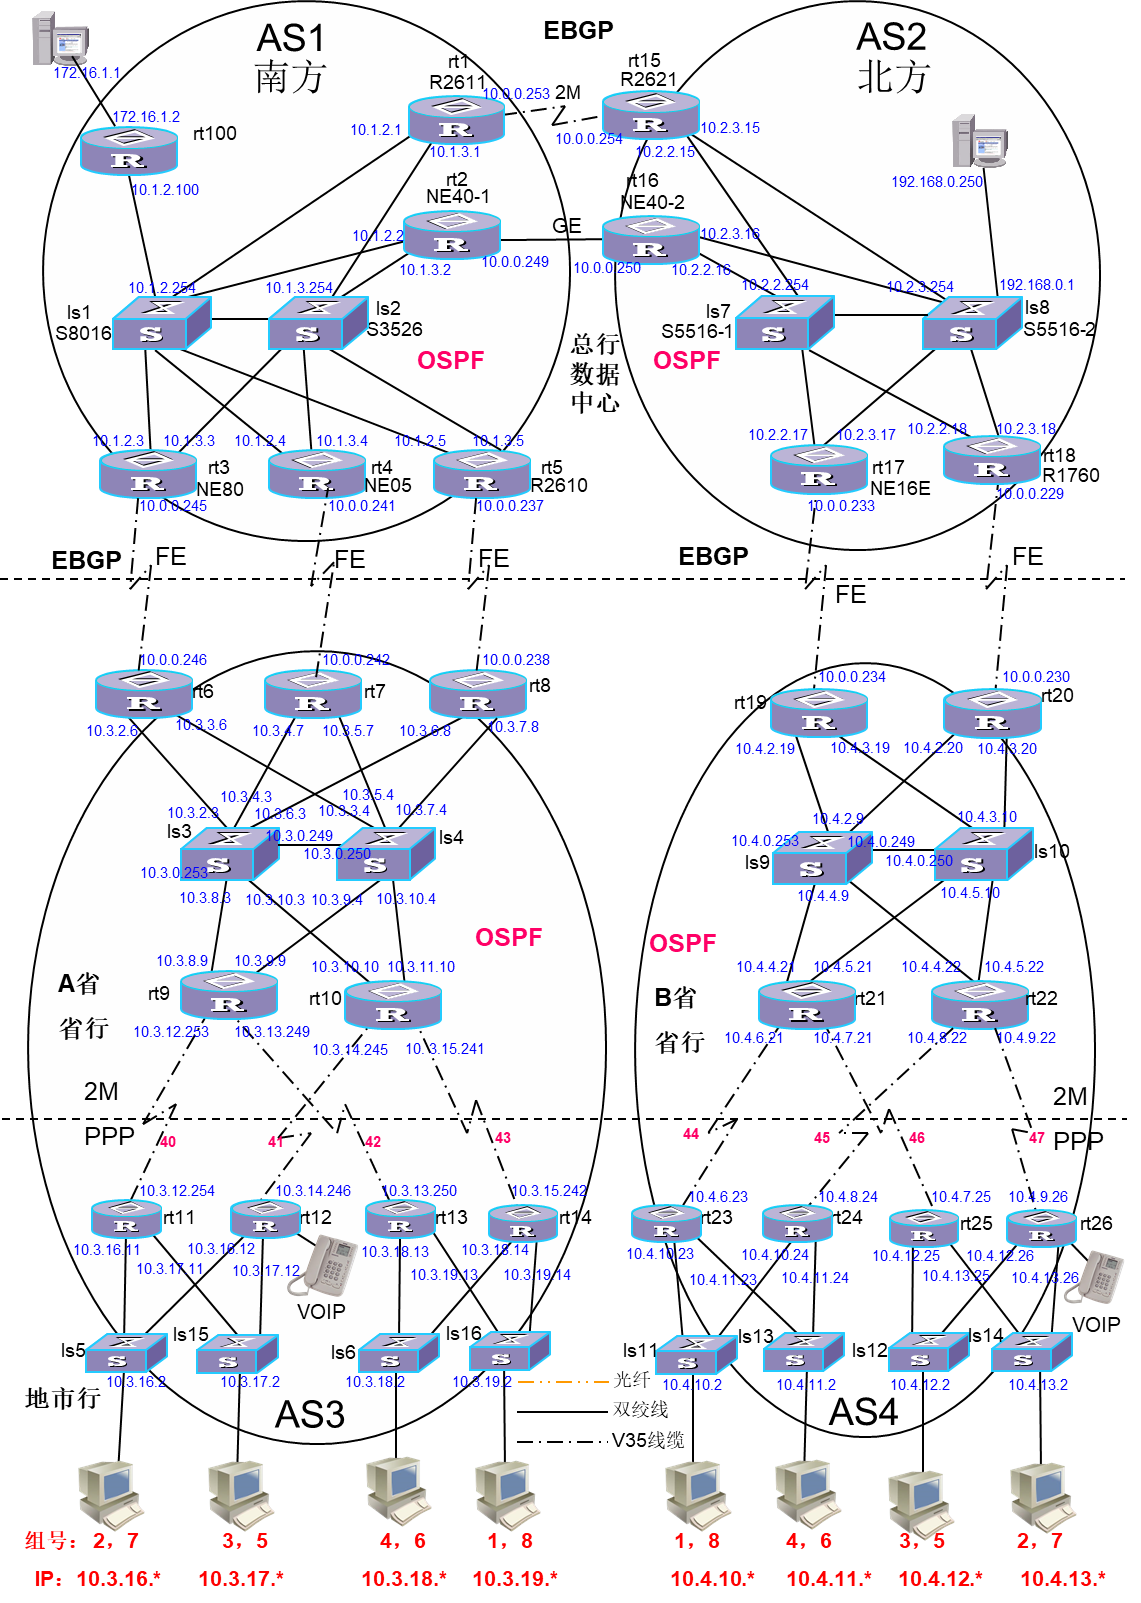 AS1
南方
EBGP
AS2
北方
172.16.1.1
rt1
R2611
10.0.0.253
2M
rt15
R2621
172.16.1.2
rt100
10.1.2.1
10.0.0.254
10.2.3.15
10.1.3.1
10.2.2.15
10.1.2.100
rt2
NE40-1
rt16
NE40-2
192.168.0.250
10.1.2.2
GE
10.2.3.16
10.1.3.2
10.0.0.249
10.0.0.250
10.2.2.16
10.1.2.254
10.1.3.254
10.2.2.254
10.2.3.254
192.168.0.1
ls1
S8016
ls2
S3526
ls7
S5516-1
ls8
S5516-2
OSPF
总行
数据
中心
OSPF
10.1.2.3
10.1.3.3
10.1.2.4
10.1.3.4
10.1.2.5
10.1.3.5
10.2.2.17
10.2.3.17
10.2.2.18
10.2.3.18
rt3
NE80
rt4
NE05
rt5
R2610
rt17
NE16E
rt18
R1760
10.0.0.245
10.0.0.241
10.0.0.237
10.0.0.233
10.0.0.229
EBGP
FE
FE
FE
EBGP
FE
FE
10.0.0.246
10.0.0.242
10.0.0.238
10.0.0.234
10.0.0.230
rt6
rt7
rt8
rt19
rt20
10.3.2.6
10.3.3.6
10.3.4.7
10.3.5.7
10.3.6.8
10.3.7.8
10.4.2.19
10.4.3.19
10.4.2.20
10.4.3.20
10.3.4.3
10.3.5.4
10.3.2.3
10.3.6.3
10.3.3.4
10.3.7.4
10.4.2.9
10.4.3.10
ls3
10.3.0.249
ls4
10.3.0.250
10.3.0.253
10.4.0.253
10.4.0.249
ls9
10.4.0.250
ls10
10.3.8.3
10.3.10.3
10.3.9.4
10.3.10.4
10.4.4.9
10.4.5.10
OSPF
OSPF
10.3.8.9
10.3.9.9
10.3.10.10
10.3.11.10
10.4.4.21
10.4.5.21
10.4.4.22
10.4.5.22
A省
省行
rt9
rt10
B省
省行
rt21
rt22
10.3.12.253
10.3.13.249
10.3.14.245
10.3.15.241
10.4.6.21
10.4.7.21
10.4.8.22
10.4.9.22
2M
PPP
2M
PPP
40
41
42
43
44
45
46
47
10.3.12.254
10.3.14.246
10.3.13.250
10.3.15.242
10.4.6.23
10.4.8.24
10.4.7.25
10.4.9.26
rt11
rt12
rt13
rt14
rt23
rt24
rt25
rt26
10.3.16.11
10.3.16.12
10.3.18.13
10.3.18.14
10.4.10.23
10.4.10.24
10.4.12.25
10.4.12.26
10.3.17.11
10.3.17.12
10.3.19.13
10.3.19.14
10.4.11.23
10.4.11.24
10.4.13.25
10.4.13.26
VOIP
VOIP
ls5
ls15
ls6
ls16
ls11
ls13
ls12
ls14
10.3.16.2
10.3.17.2
10.3.18.2
10.3.19.2
10.4.10.2
10.4.11.2
10.4.12.2
10.4.13.2
地市行
AS3
光纤
双绞线
V35线缆
AS4
组号：2，7
3，5
4，6
1，8
1，8
4，6
3，5
2，7
IP：10.3.16.*
10.3.17.*
10.3.18.*
10.3.19.*
10.4.10.*
10.4.11.*
10.4.12.*
10.4.13.*